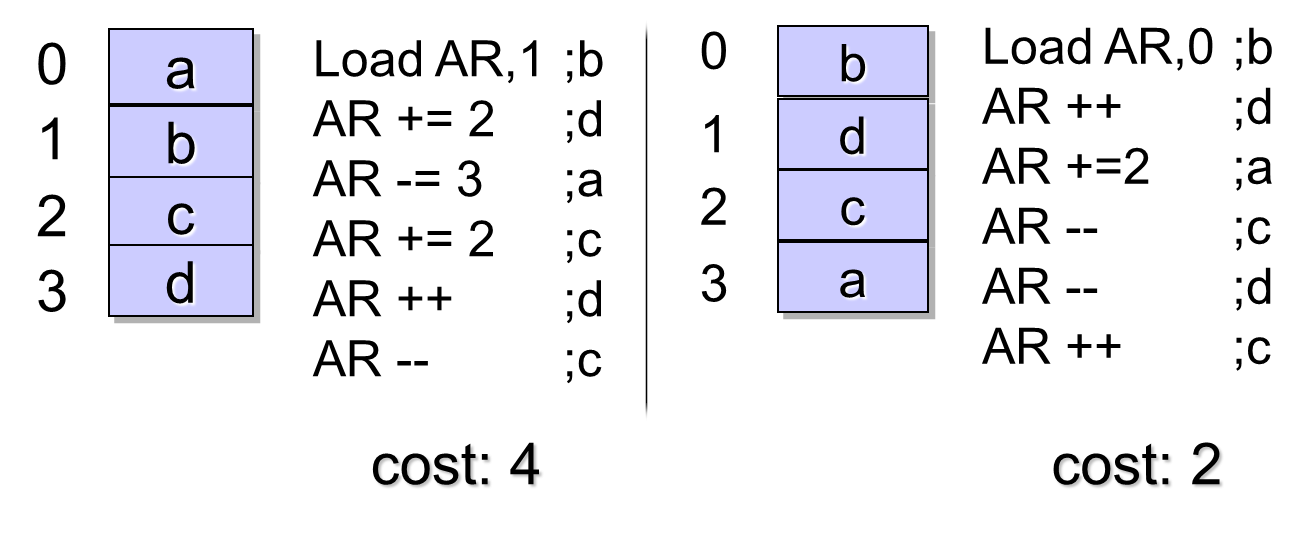 0 a
1 b
2 c
3 d
Load AR,1 ;b
AR += 2 ;d
AR -= 3 ;a
AR += 2 ;c
AR ++ ;d
AR -- ;c
cost: 4
0 b
1 d
2 c
3 a
Load AR,0 ;b
AR ++ ;d
AR +=2 ;a
AR -- ;c
AR -- ;d
AR ++ ;c
cost: 2